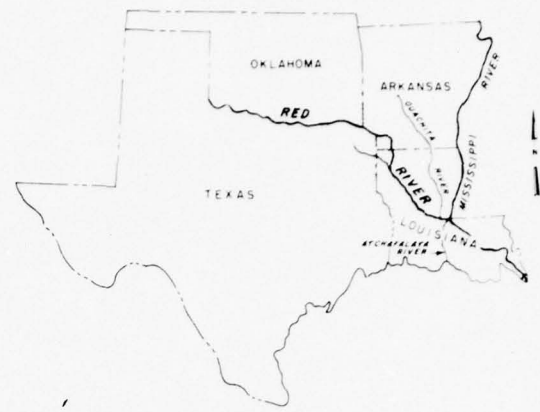 OKLAHOMA
ARKANSAS
RED
OUACHITA
RIVER
MISSISSIPPI
RIVER
RIVER
TEXAS
LOUISIANA
ATCHAFALAYA
RIVER
N